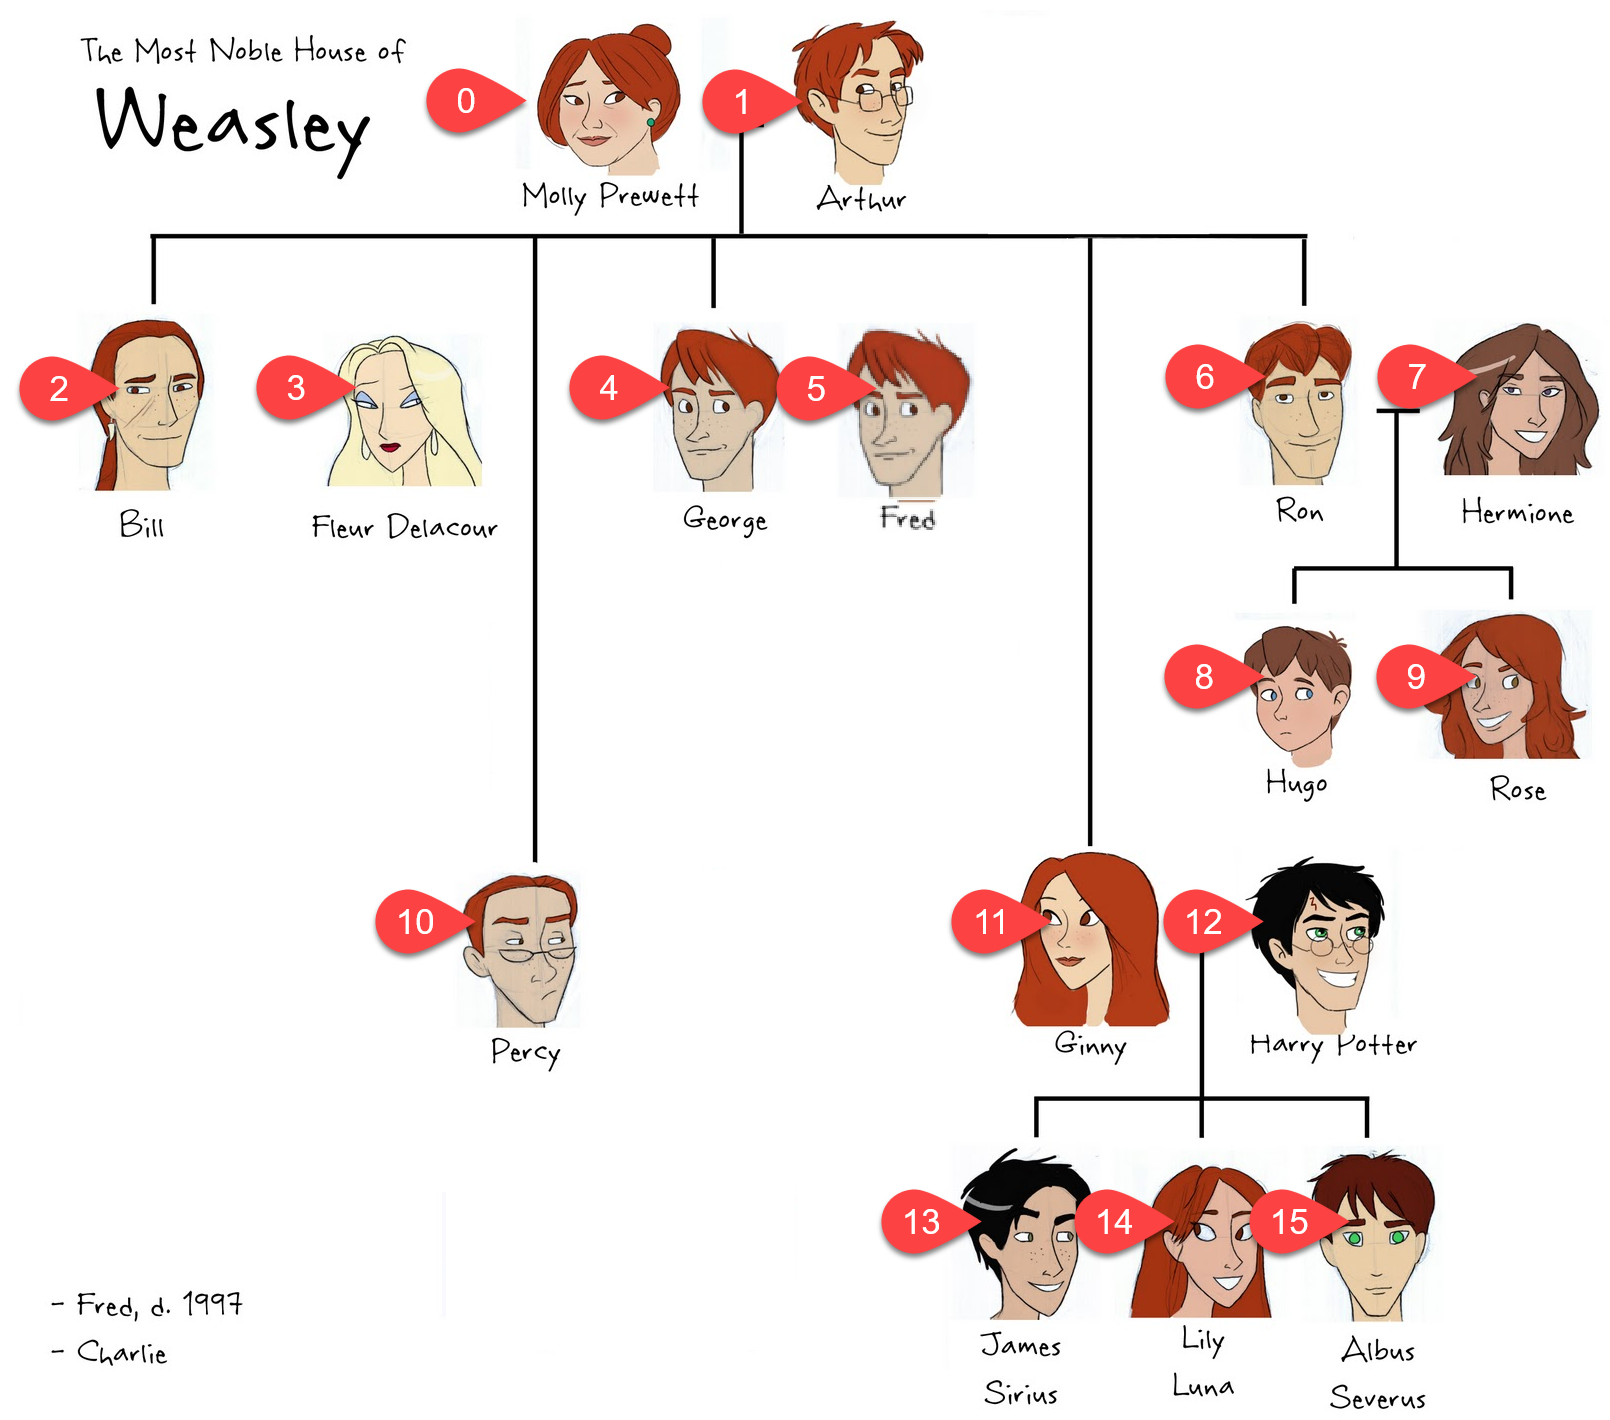 The Most Noble House of
Weasley
0
1
Molly Prewett
Arthur
2
3
4
5
6
7
Bill
Fleur Delacour
George
Fred
Ron
Hermione
8
9
Hugo
Rose
10
11
12
Percy
Ginny
Harry Potter
13
14
15
James
Sirius
Lily
Luna
Albus
Severus
- Fred, d. 1997
- Charlie